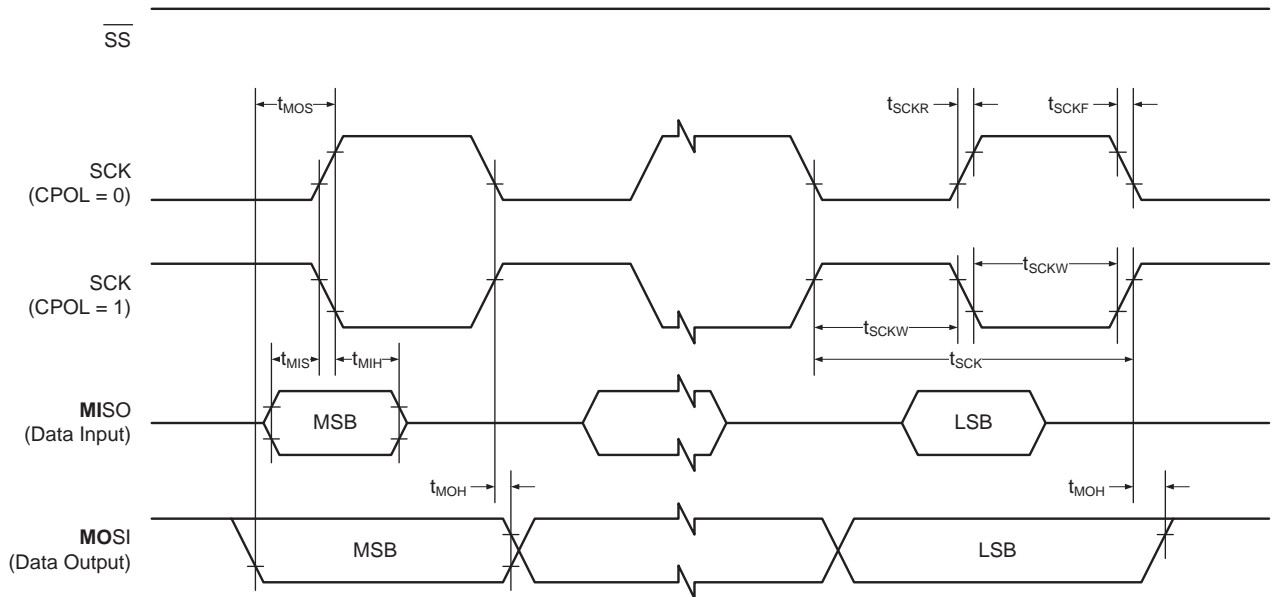 SS
tMOS
tSCKR
tSCKF
SCK
(CPOL = 0)
SCK
(CPOL = 1)
tSCKW
tSCKW
tMIS
tMIH
tSCK
MISO
(Data Input)
MSB
LSB
tMOH
tMOH
MOSI
(Data Output)
MSB
LSB